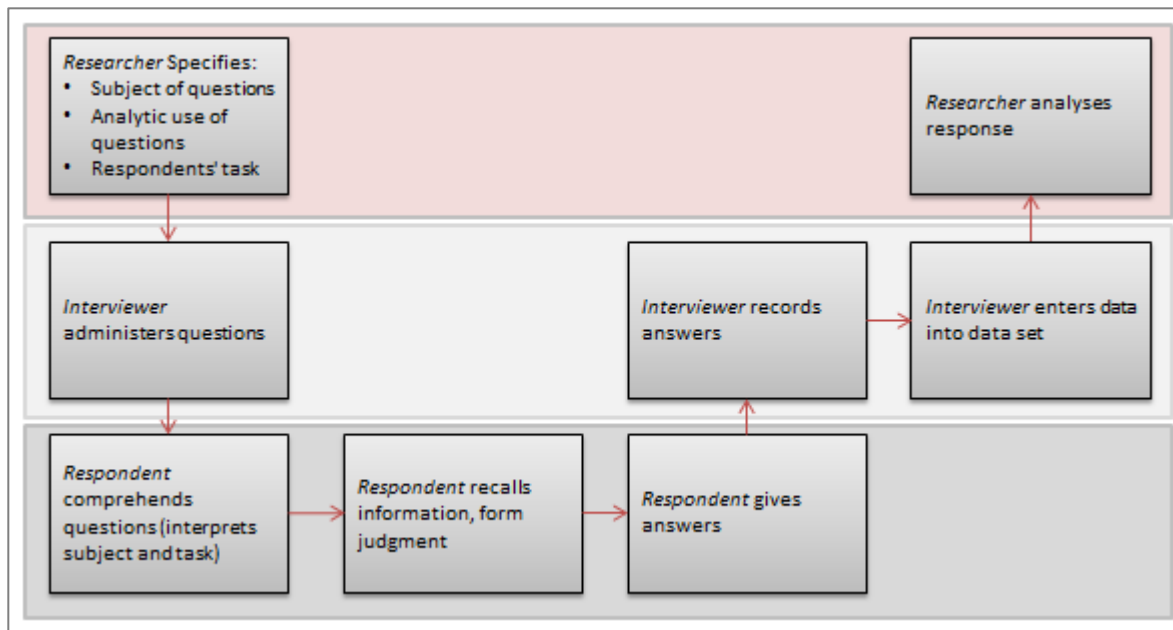 Researcher Specifies:
• Subject of questions
• Analytic use of
questions
• Respondents' task
Interviewer
administers questions
Respondent
comprehends
questions (interprets
subject and task)
Respondent recalls
information, form
judgment
Respondent gives
answers
Interviewer records
answers
Interviewer enters data
into data set
Researcher analyses
response